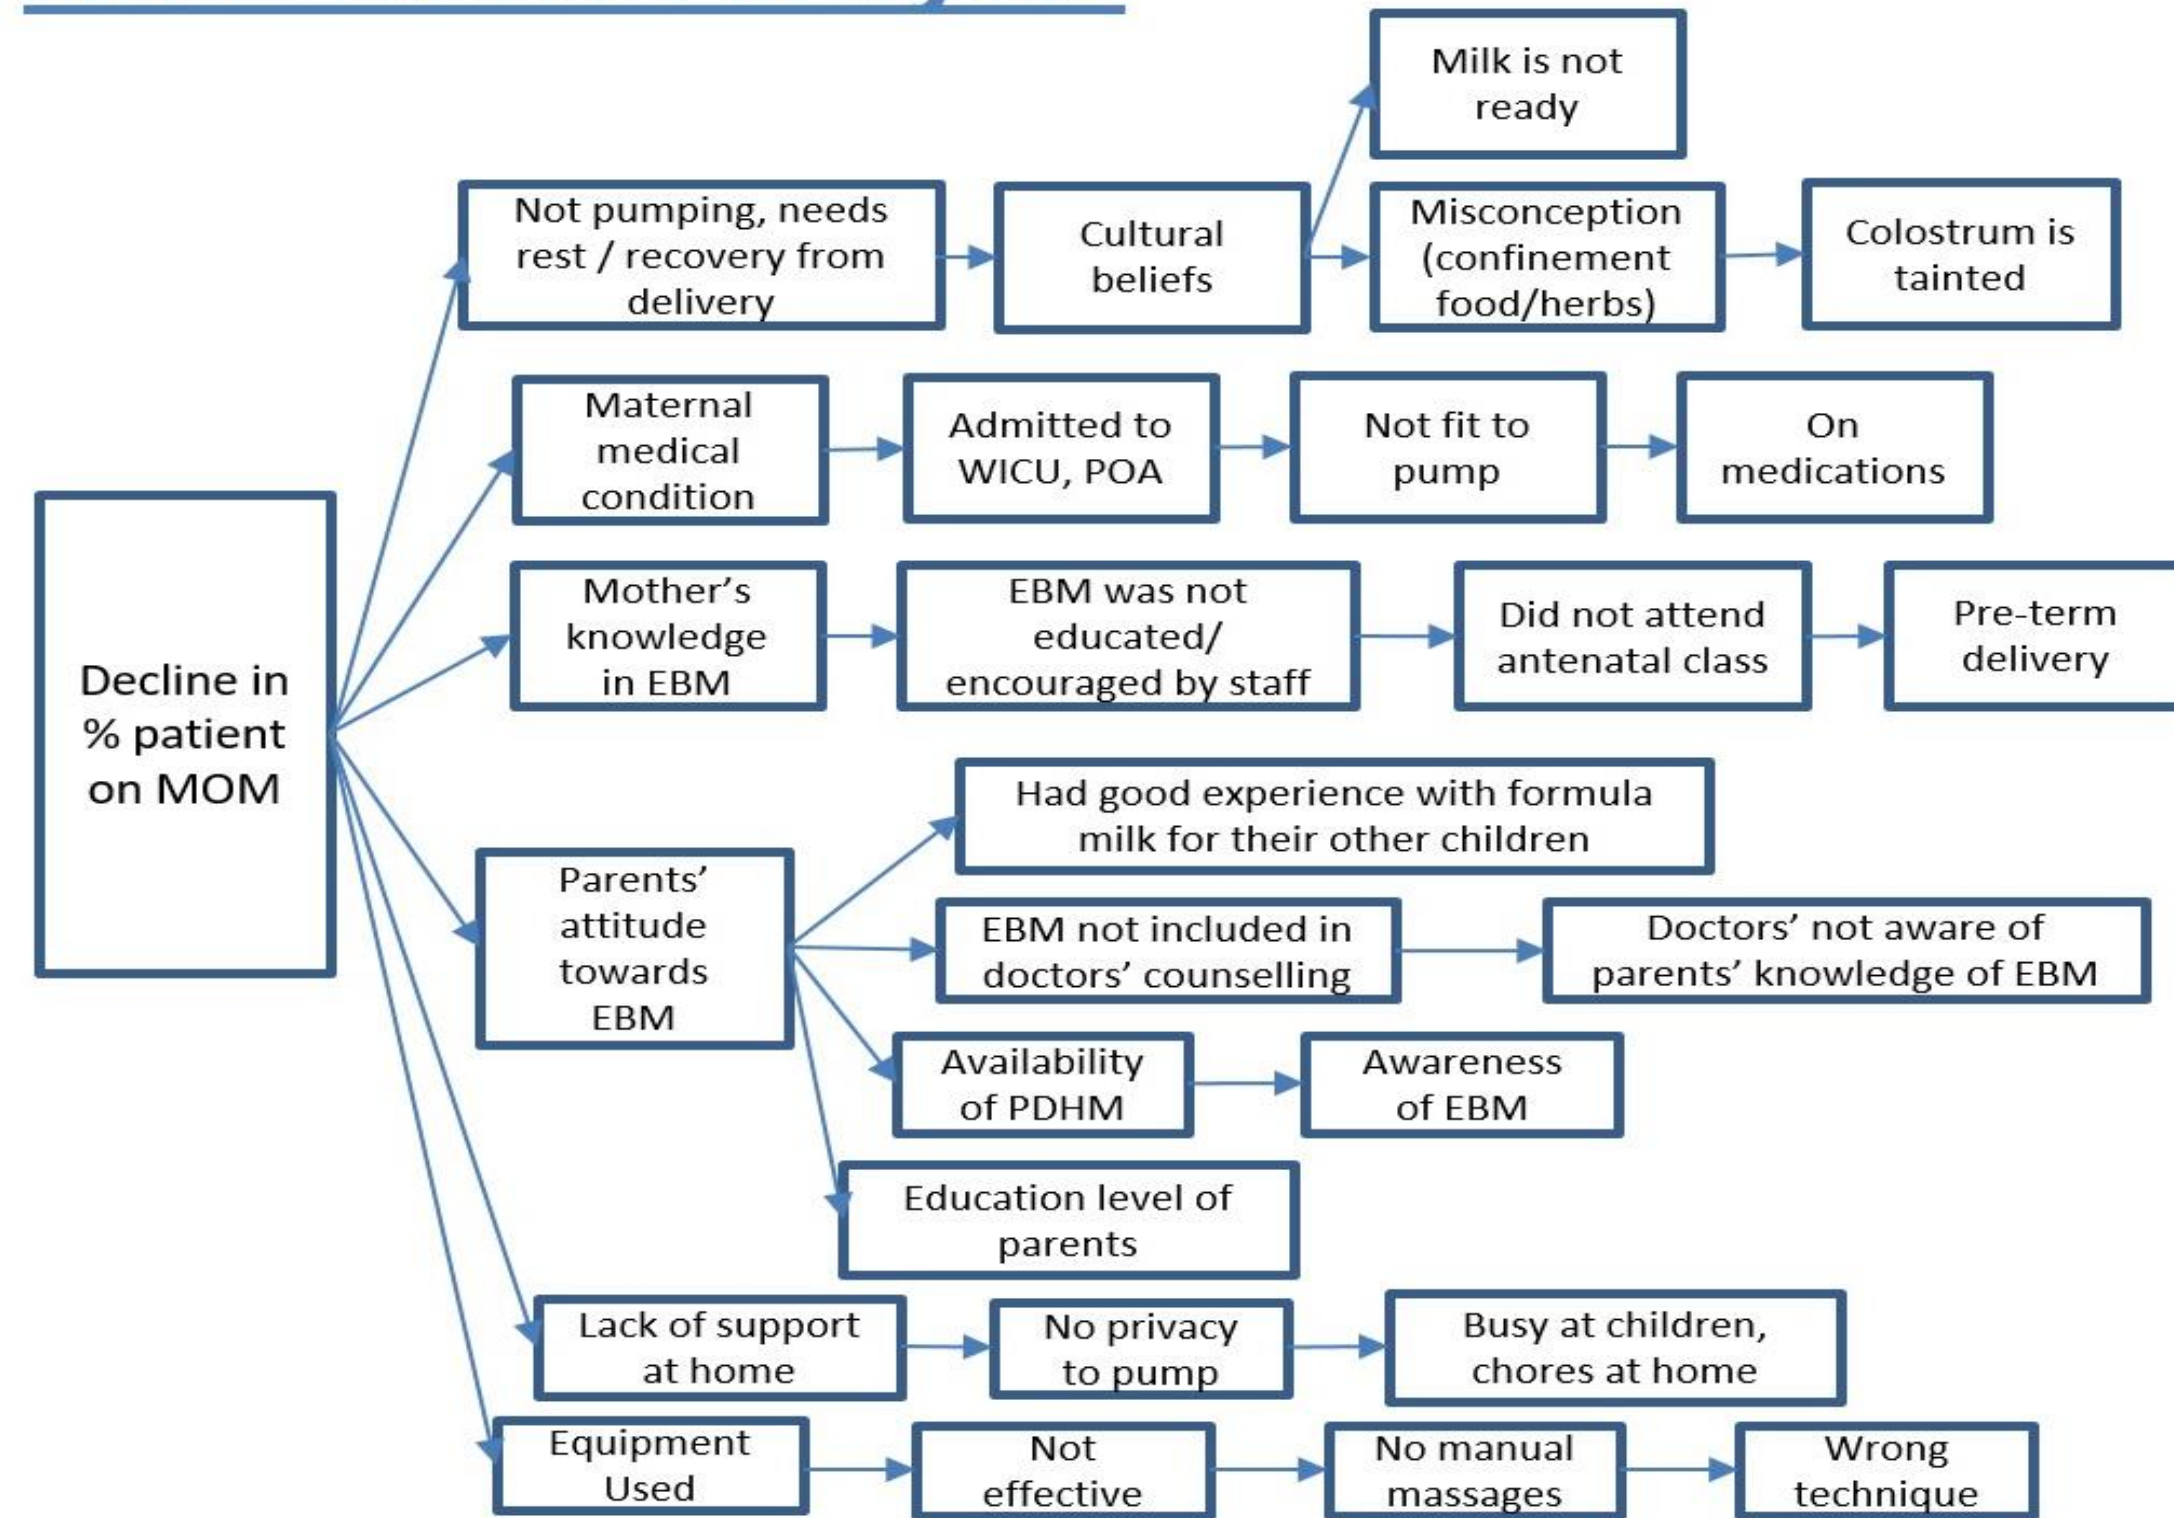 Milk is not
ready
Not pumping, needs
rest / recovery from
delivery
Cultural
beliefs
Misconception
(confinement
food/herbs)
Colostrum is
tainted
Maternal
medical
condition
Admitted to
WICU, POA
Not fit to
pump
On
medications
Mother’s
knowledge
in EBM
EBM was not
educated/
encouraged by staff
Did not attend
antenatal class
Pre-term
delivery
Decline in
% patient
on MOM
Had good experience with formula
milk for their other children
Parents’
attitude
towards
EBM
EBM not included in
doctors’ counselling
Doctors’ not aware of
parents’ knowledge of EBM
Availability
of PDHM
Awareness
of EBM
Education level of
parents
Lack of support
at home
No privacy
to pump
Busy at children,
chores at home
Equipment
Used
Not
effective
No manual
massages
Wrong
technique